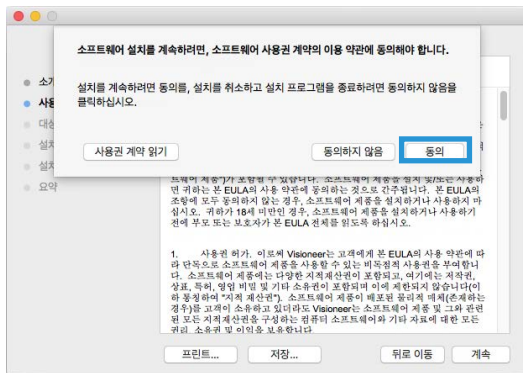 소프트웨어 설치를 계속하려면, 소프트웨어 사용권 계약의 이용 약관에 동의해야 합니다.
설치를 계속하려면 동의를, 설치를 취소하고 설치 프로그램을 종료하려면 동의하지 않음을
클릭하십시오.
사용권 계약 읽기
동의하지 않음
동의
소
사용
대상
설치
설치
요약
트웨어 제품")가 포함될 수 있습니다. 소프트웨어 제품을 설치 및/또는 사용하
면 귀하는 본 EULA의 사용 약관에 동의하는 것으로 간주됩니다. 본 EULA의
조항에 모두 동의하지 않는 경우, 소프트웨어 제품을 설치하거나 사용하지 마
십시오. 귀하가 18세 미만인 경우, 소프트웨어 제품을 설치하거나 사용하기
전에 부모 또는 보호자가 본 EULA 전체를 읽도록 하십시오.
1. 사용권 허가. 이로써 Visioneer는 고객에게 본 EULA의 사용 약관에 따
라 단독으로 소프트웨어 제품을 사용할 수 있는 비독점적 사용권을 부여합니
다. 소프트웨어 제품에는 다양한 지적재산권이 포함되고, 여기에는 저작권,
상표, 특허, 영업 비밀 및 기타 소유권이 포함되며 이에 제한되지 않습니다(이
하 통칭하여 "지적 재산권"). 소프트웨어 제품이 배포된 물리적 매체(존재하는
경우)를 고객이 소유하고 있더라도 Visioneer는 소프트웨어 제품 및 그와 관련
된 모든 지적재산권을 구성하는 컴퓨터 소프트웨어와 기타 자료에 대한 모든
권리, 소유권 및 이익을 보유합니다
프린트...
저장...
뒤로 이동
계속